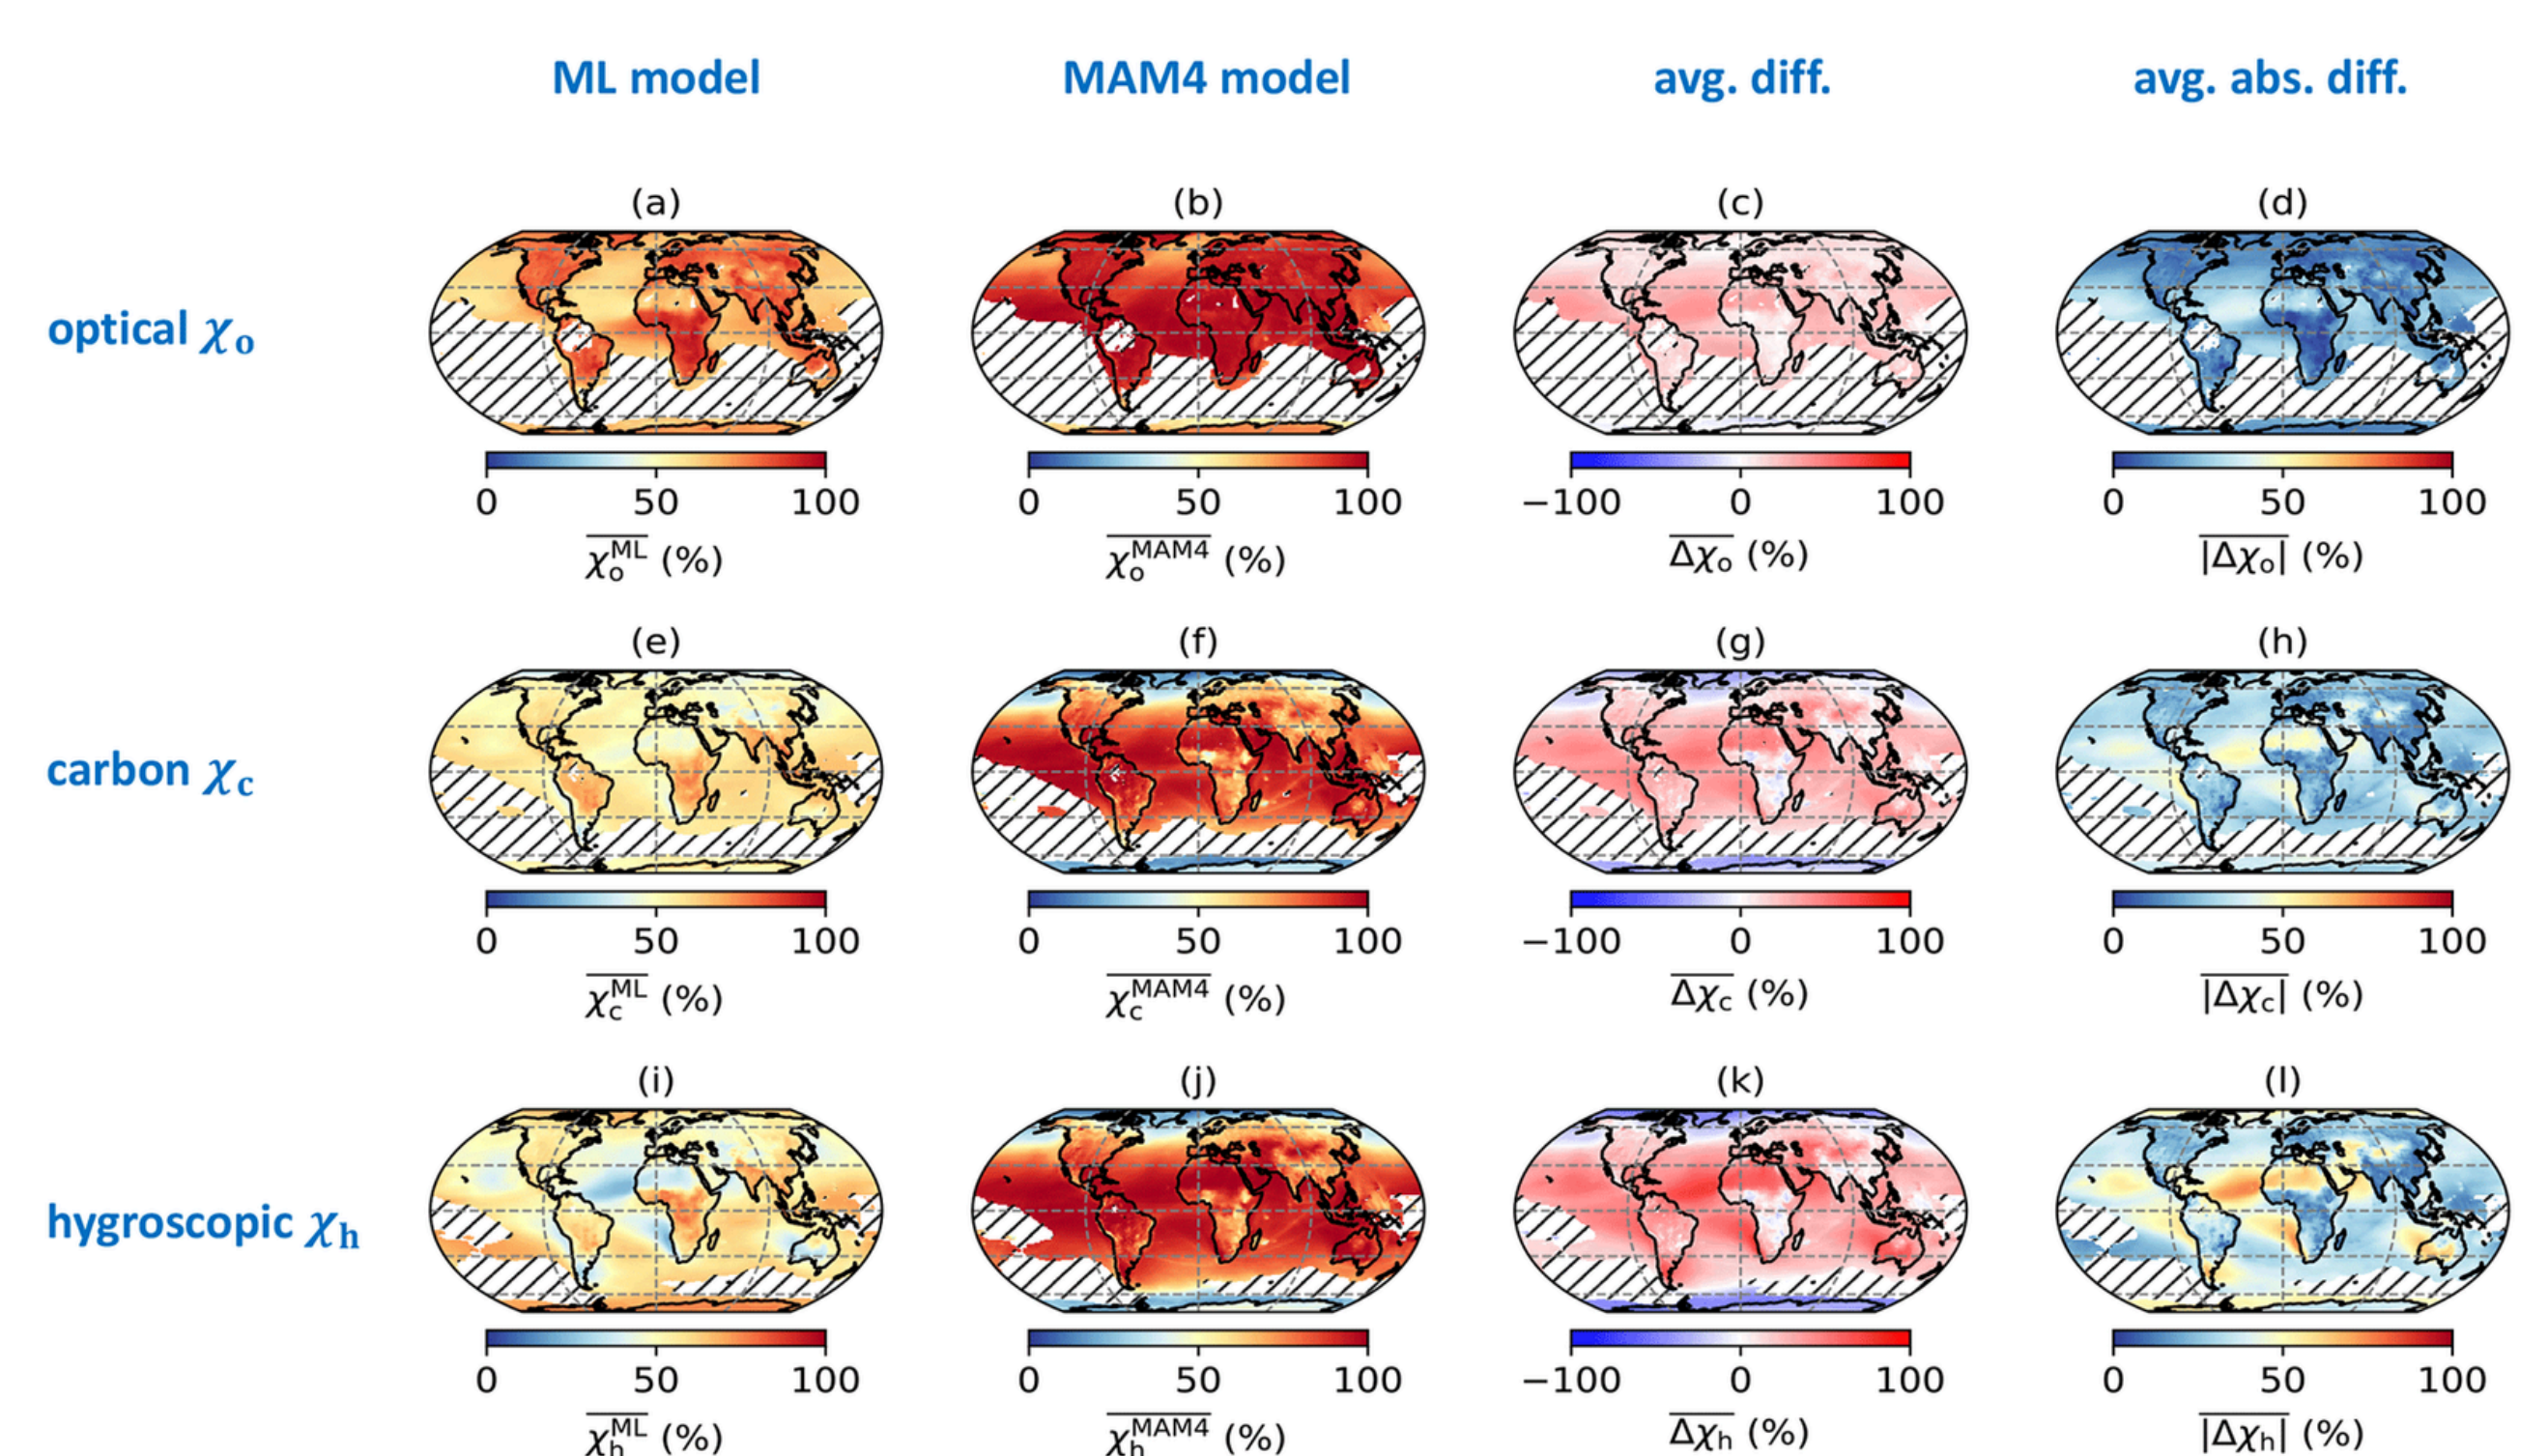 ML model MAM4 model avg. diff. avg. abs. diff.
(a) (b) (c) (d)
optical χo
0 50 100 0 50 100 −100 0 100 0 50 100
χoML (%) χoMAM4 (%) Δχo (%) |Δχo| (%)
(e) (f) (g) (h)
carbon χc
0 50 100 0 50 100 −100 0 100 0 50 100
χcML (%) χcMAM4 (%) Δχc (%) |Δχc| (%)
(i) (j) (k) (l)
hygroscopic χh
0 50 100 0 50 100 −100 0 100 0 50 100
χhML (%) χhMAM4 (%) Δχh (%) |Δχh| (%)